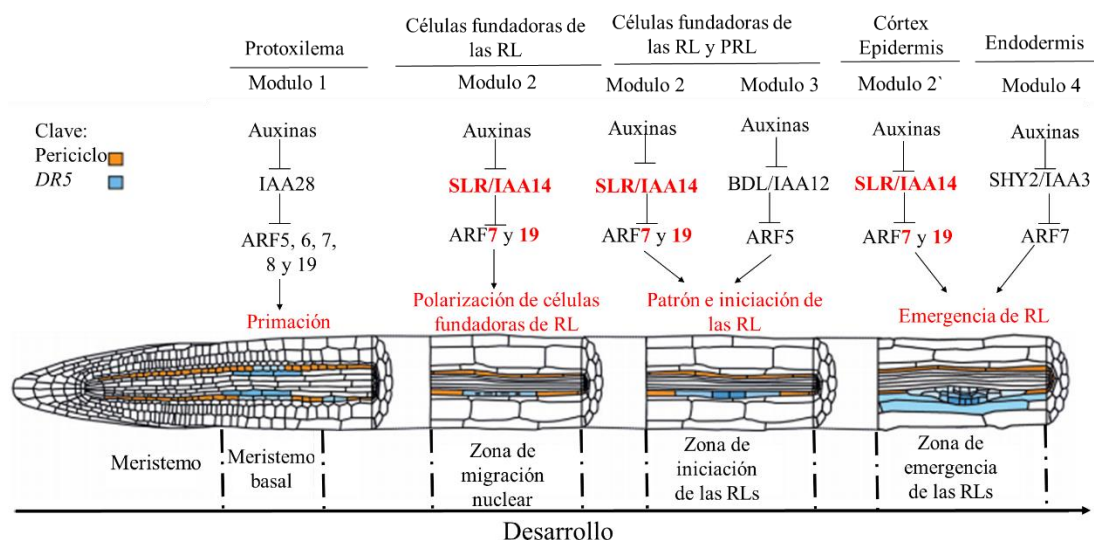 Protoxilema
Modulo 1
Células fundadoras de
las RL
Modulo 2
Células fundadoras de
las RL y PRL
Modulo 2
Modulo 3
Córtex
Epidermis
Modulo 2`
Endodermis
Modulo 4
Clave:
Periciclo
DR5
Auxinas
IAA28
ARF5, 6, 7,
8 y 19
Primación
Auxinas
SLR/IAA14
ARF7 y 19
Polarización de células
fundadoras de RL
Auxinas
SLR/IAA14
ARF7 y 19
Auxinas
BDL/IAA12
ARF5
Patrón e iniciación de
las RL
Auxinas
SLR/IAA14
ARF7 y 19
Auxinas
SHY2/IAA3
ARF7
Emergencia de RL
Meristemo
Meristemo
basal
Zona de
migración
nuclear
Zona de
iniciación
de las RLs
Zona de
emergencia
de las RLs
Desarrollo